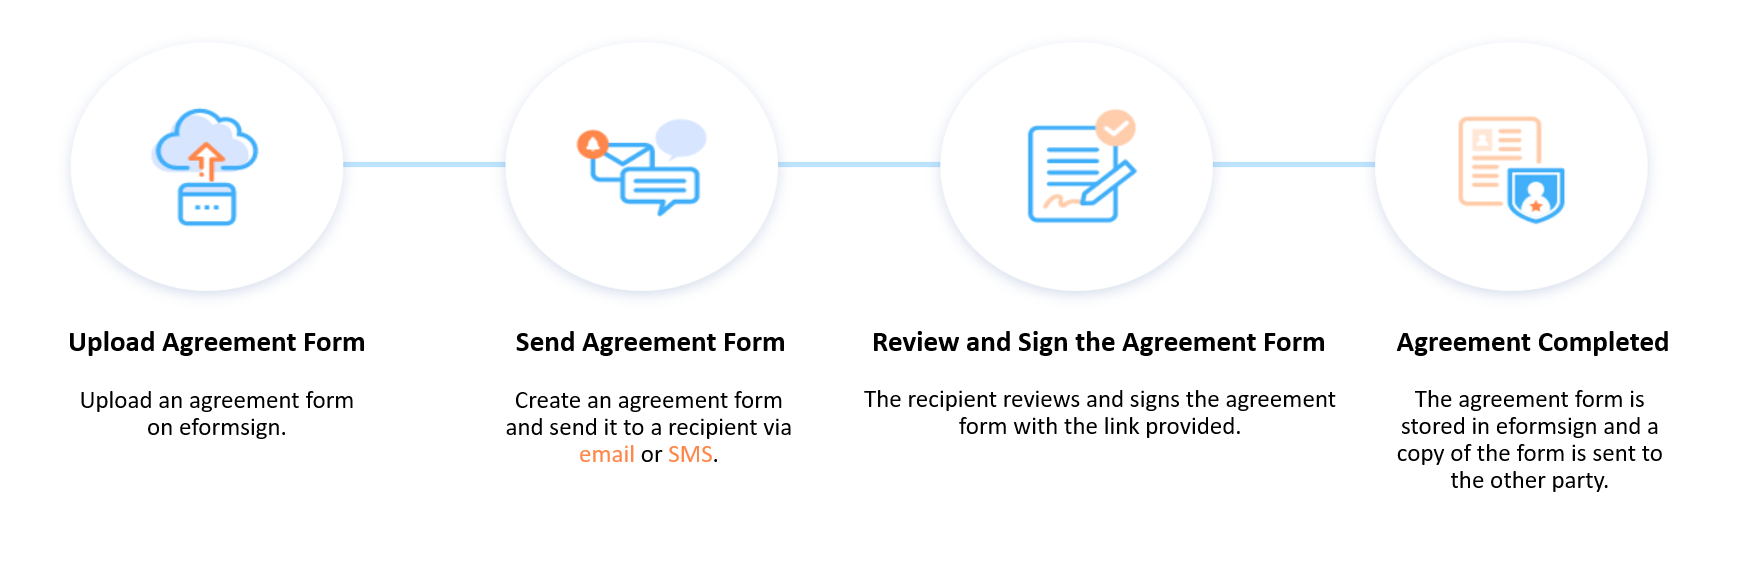 Upload Agreement Form
Upload an agreement form
on eformsign.
Send Agreement Form
Create an agreement form
and send it to a recipient via
email or SMS.
Review and Sign the Agreement Form
The recipient reviews and signs the agreement
form with the link provided.
Agreement Completed
The agreement form is
stored in eformsign and a
copy of the form is sent to
the other party.